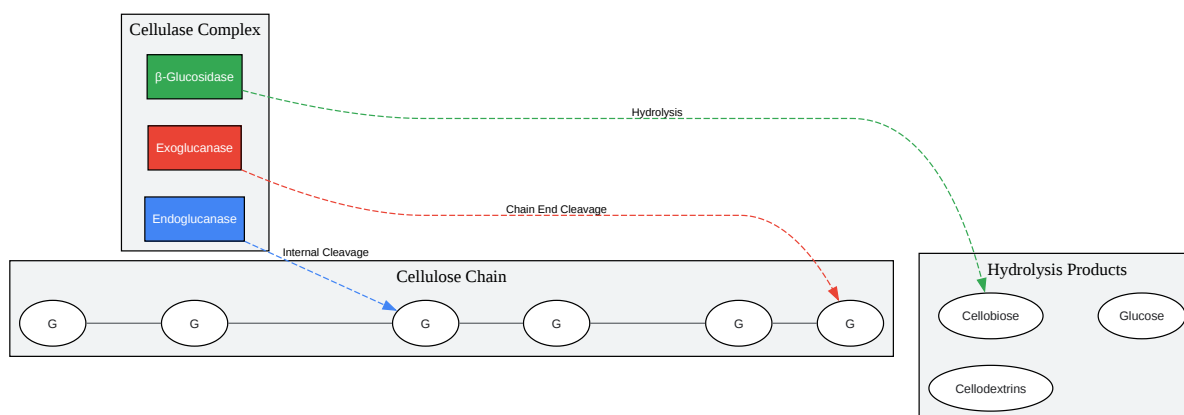 Cellulase Complex
β-Glucosidase
Hydrolysis
Exoglucanase
Chain End Cleavage
Endoglucanase
Internal Cleavage
Cellulose Chain
G
G
G
G
G
G
Hydrolysis Products
Cellobiose
Glucose
Cellodextrins